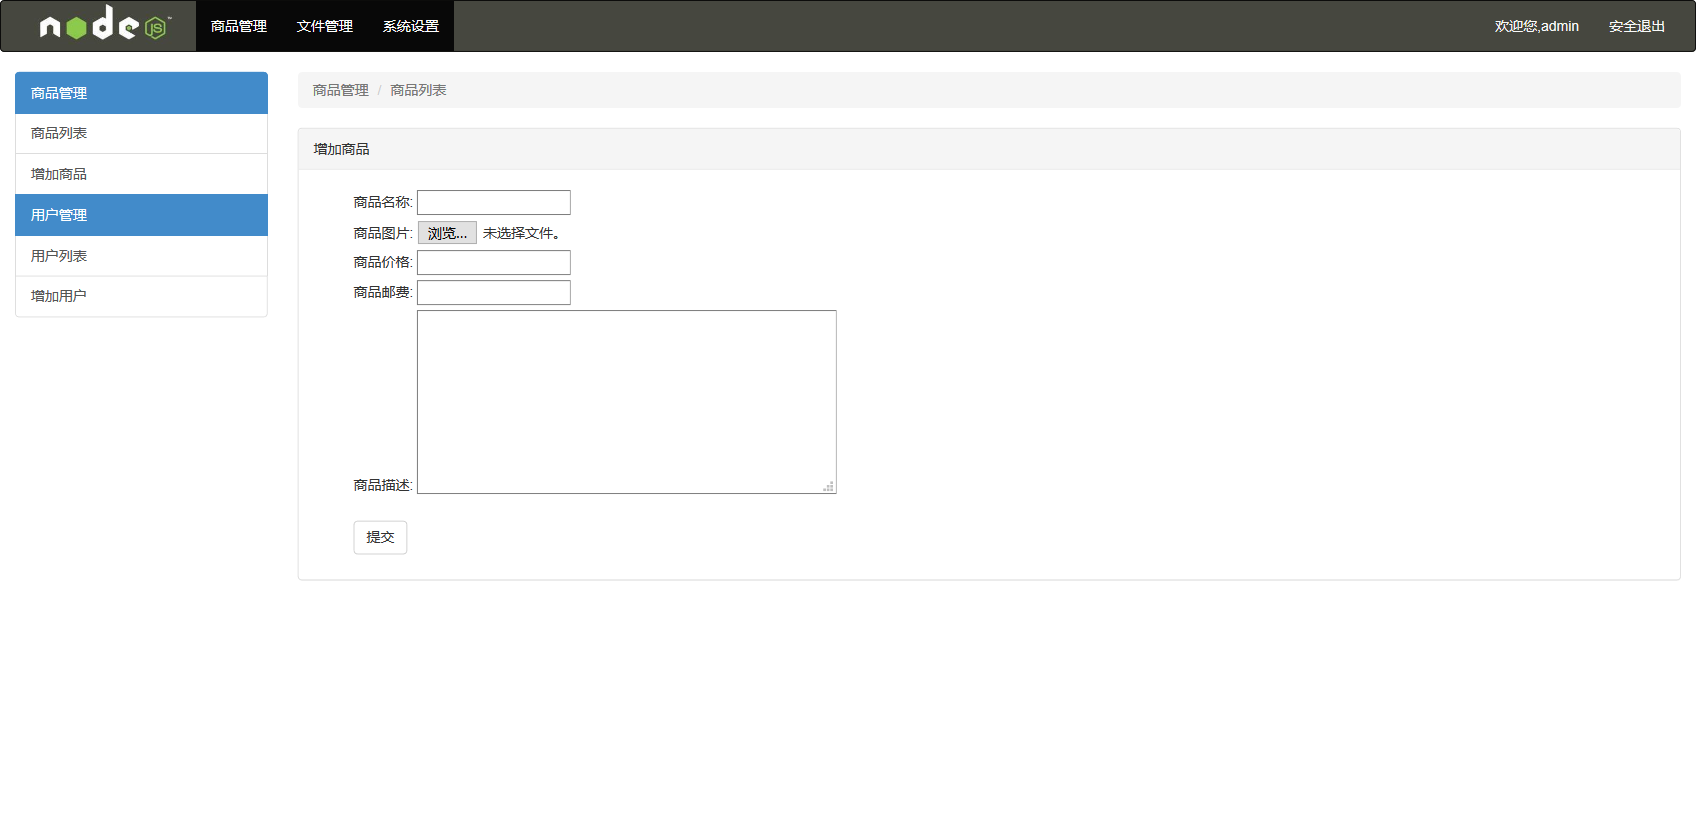 node JS™ 商品管理 文件管理 系统设置 欢迎您,admin 安全退出
商品管理
商品列表
增加商品
用户管理
用户列表
增加用户
商品管理 / 商品列表
增加商品
商品名称:
商品图片: 浏览... 未选择文件。
商品价格:
商品邮费:
商品描述:
提交